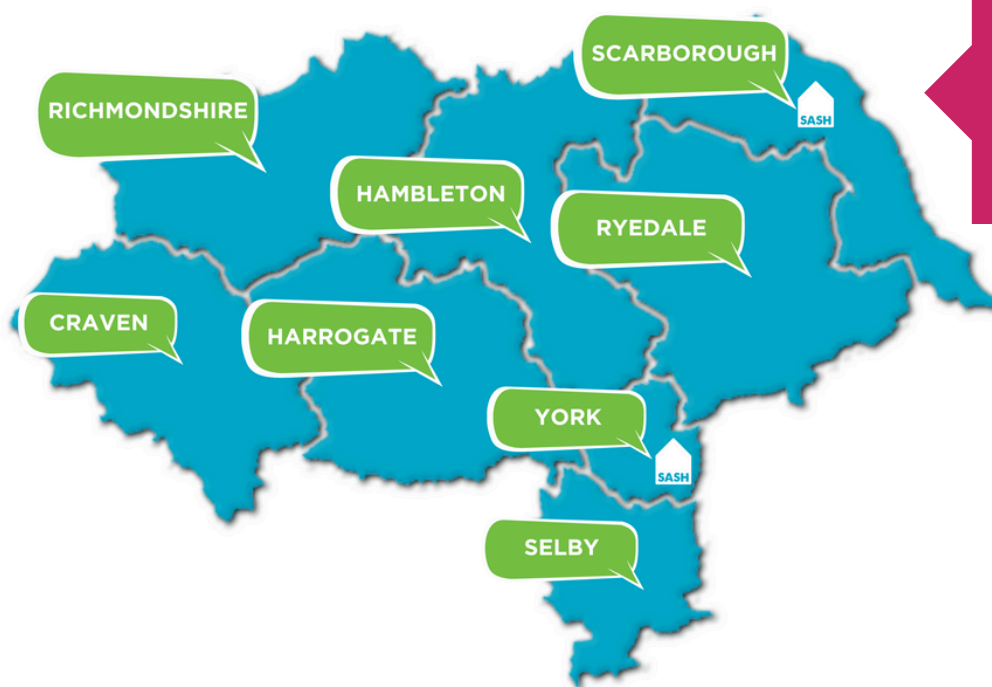 SCARBOROUGH
SASH
RICHMONDSHIRE
HAMBLETON
RYEDALE
CRAVEN
HARROGATE
YORK
SASH
SELBY